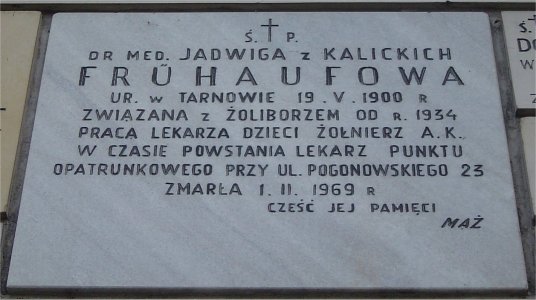 Ś. † P.
DR MED. JADWIGA z KALICKICH
FRÜHAUFOWA
UR. w TARNOWIE 19.V.1900 R
ZWIĄZANA z ŻOLIBORZEM OD R. 1934
PRACĄ LEKARZA DZIECI ŻOŁNIERZ A.K.
W CZASIE POWSTANIA LEKARZ PUNKTU
OPATRUNKOWEGO PRZY UL. POGONOWSKIEGO 23
ZMARŁA 1.II.1969 R
CZEŚĆ JEJ PAMIĘCI
MĄŻ
Ś.